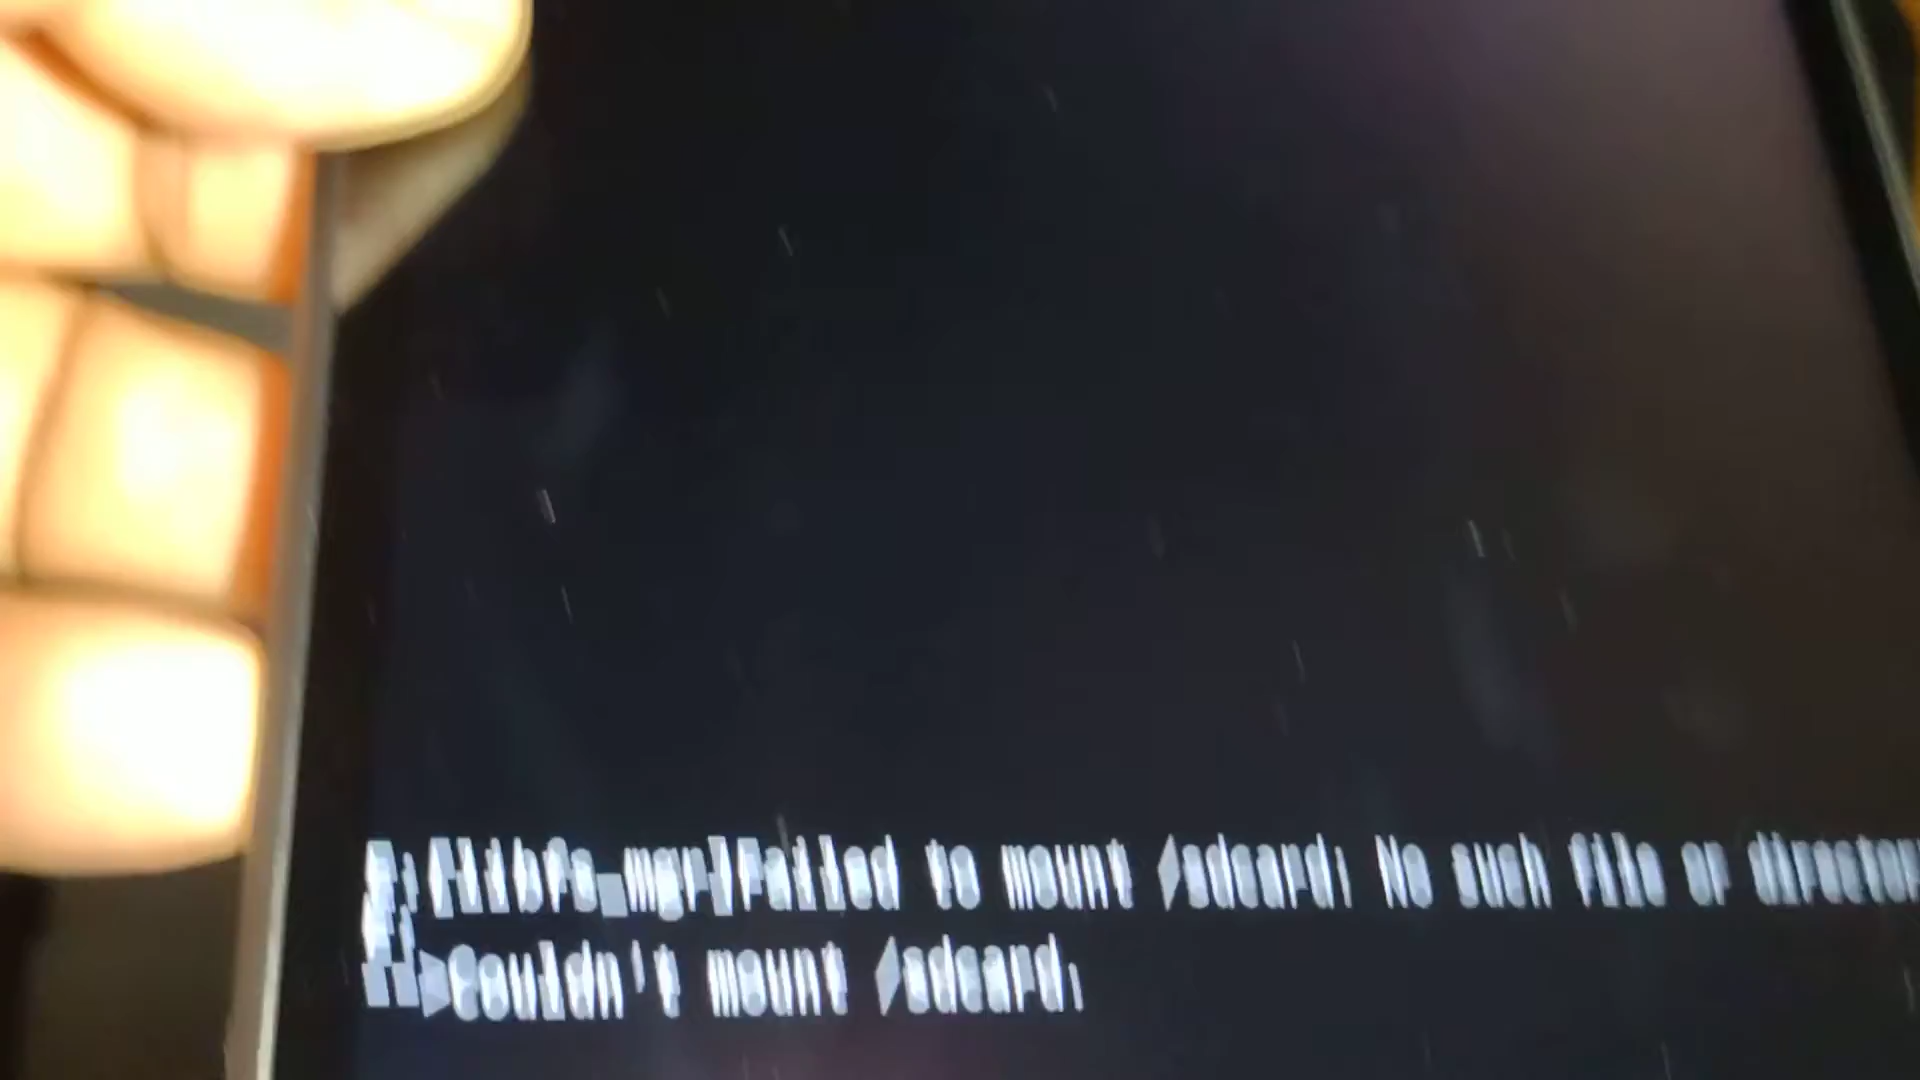 E:[libfs_mgr]Failed to mount /sdcard: No such file or director
Couldn't mount /sdcard.